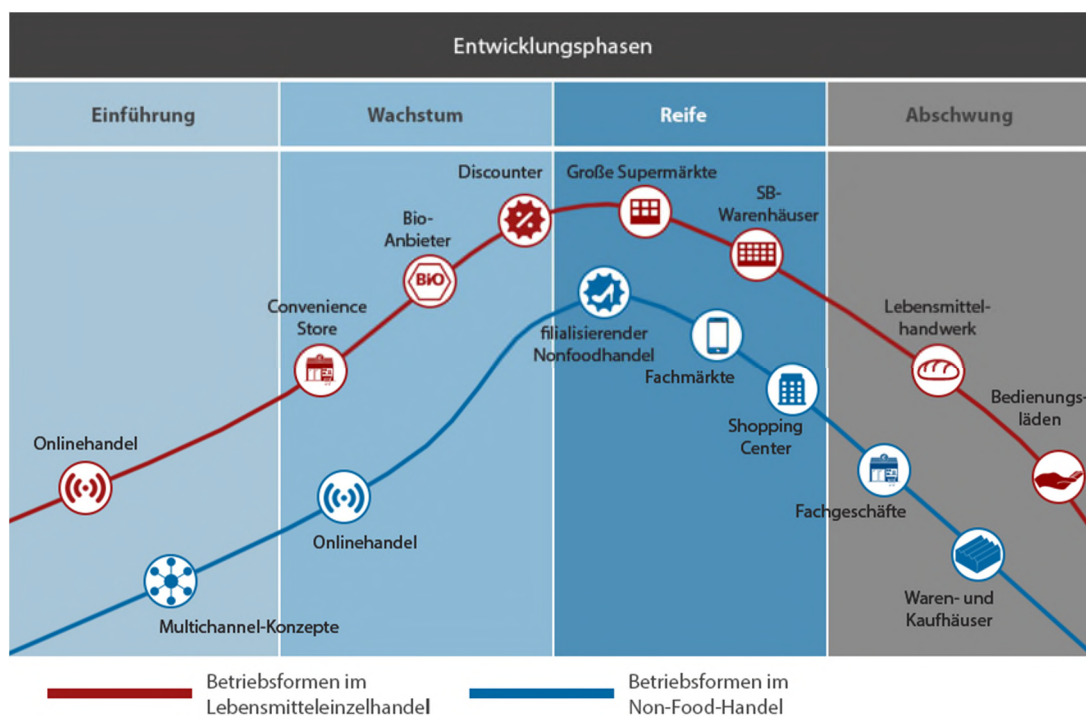 Entwicklungsphasen
Einführung
Wachstum
Reife
Abschwung
Discounter
Große Supermärkte
SB-
Warenhäuser
Bio-
Anbieter
BIO
Convenience
Store
filialisierender
Nonfoodhandel
Fachmärkte
Lebensmittel-
handwerk
Bedienungs-
läden
Shopping
Center
Onlinehandel
Onlinehandel
Fachgeschäfte
Multichannel-Konzepte
Waren- und
Kaufhäuser
Betriebsformen im
Lebensmitteleinzelhandel
Betriebsformen im
Non-Food-Handel